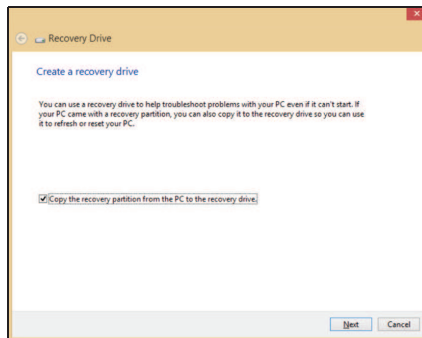 Recovery Drive
Create a recovery drive
You can use a recovery drive to help troubleshoot problems with your PC even if it can't start. If
your PC came with a recovery partition, you can also copy it to the recovery drive so you can use
it to refresh or reset your PC.
Copy the recovery partition from the PC to the recovery drive.
Next Cancel